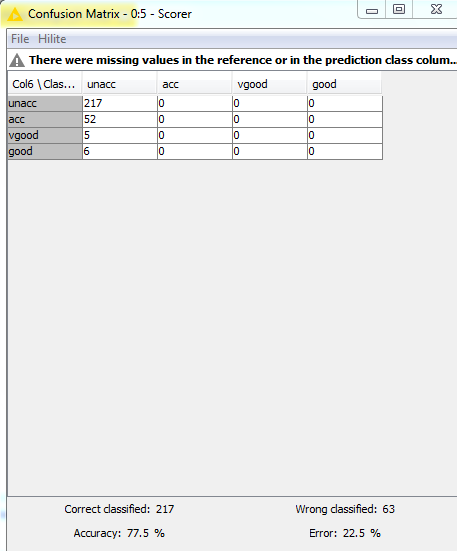 Confusion Matrix - 0:5 - Scorer
File Hilite
There were missing values in the reference or in the prediction class colum...
Col6 \ Clas... unacc acc vgood good
unacc 217 0 0 0
acc 52 0 0 0
vgood 5 0 0 0
good 6 0 0 0
Correct classified: 217 Wrong classified: 63
Accuracy: 77.5 % Error: 22.5 %